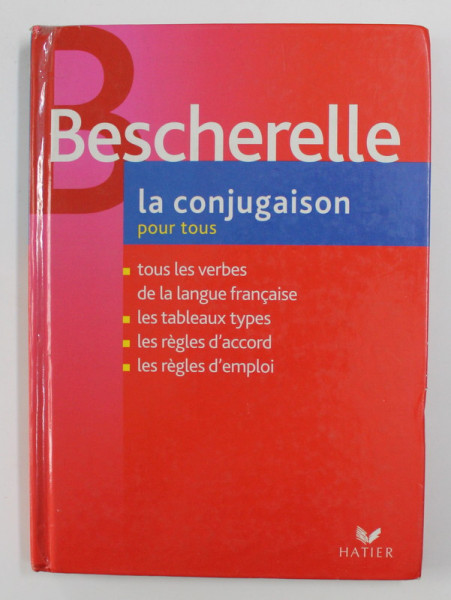 B
Bescherelle
la conjugaison
pour tous
tous les verbes
de la langue française
les tableaux types
les règles d'accord
les règles d'emploi
HATIER